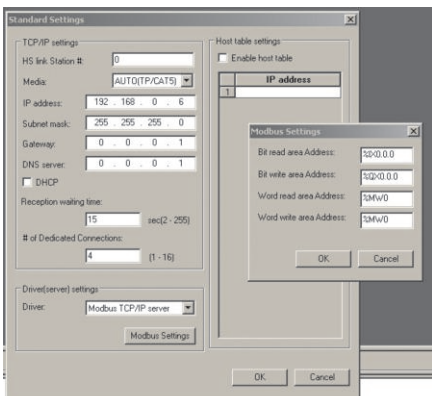 Standard Settings
TCP/IP settings
HS link Station #: 0
Media: AUTO(TP/CAT5)
IP address: 192 . 168 . 0 . 6
Subnet mask: 255 . 255 . 255 . 0
Gateway: 0 . 0 . 0 . 1
DNS server: 0 . 0 . 0 . 1
DHCP
Reception waiting time:
15 sec(2 - 255)
# of Dedicated Connections:
4 (1 - 16)
Driver(server) settings
Driver: Modbus TCP/IP server
Modbus Settings
Host table settings
Enable host table
IP address
1
Modbus Settings
Bit read area Address: %IX0.0.0
Bit write area Address: %QX0.0.0
Word read area Address: %MW0
Word write area Address: %MW0
OK Cancel
OK Cancel